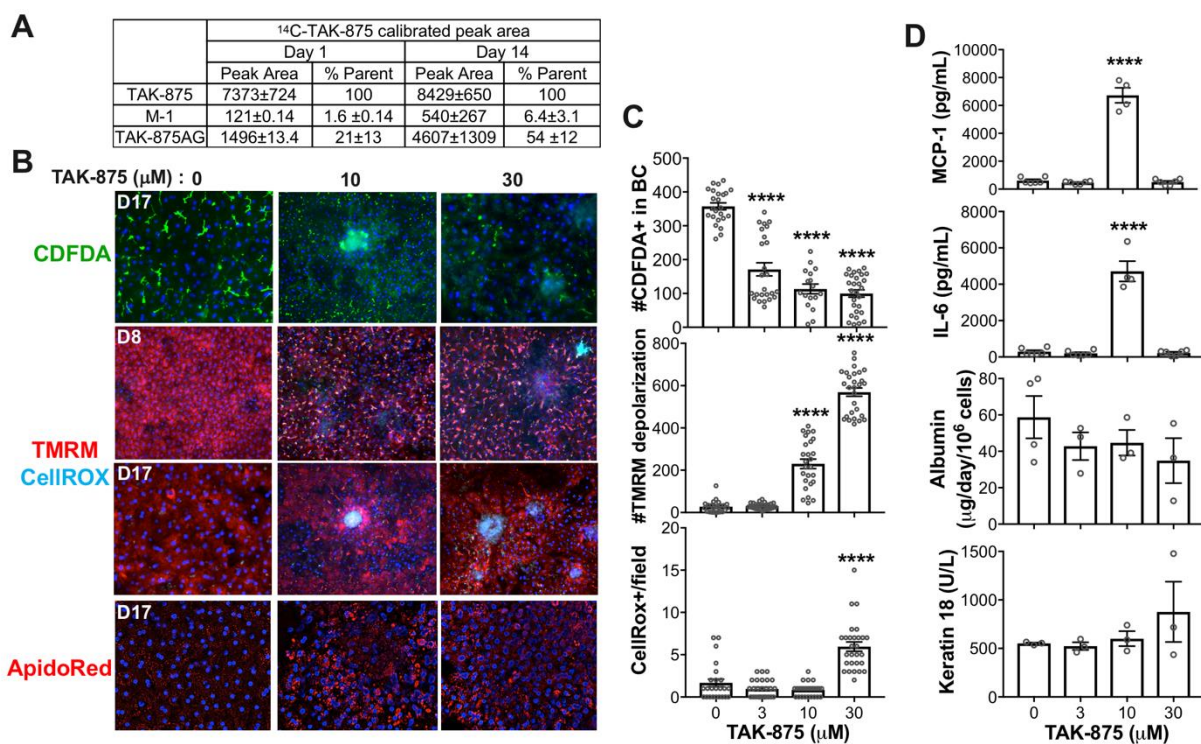 A
¹⁴C-TAK-875 calibrated peak area
Day 1 Day 14
Peak Area % Parent Peak Area % Parent
TAK-875 7373±724 100 8429±650 100
M-1 121±0.14 1.6 ±0.14 540±267 6.4±3.1
TAK-875AG 1496±13.4 21±13 4607±1309 54 ±12
B
TAK-875 (μM) : 0 10 30
D17
CDFDA
D8
TMRM
CellROX
D17
D17
ApidoRed
C
#CDFDA+ in BC
400
300
200
100
0
**** **** ****
#TMRM depolarization
800
600
400
200
0
**** ****
CellRox+/field
20
15
10
5
0
****
0 3 10 30
TAK-875 (μM)
D
MCP-1 (pg/mL)
10000
8000
6000
4000
2000
0
****
IL-6 (pg/mL)
8000
6000
4000
2000
0
****
Albumin
(μg/day/10⁶ cells)
100
80
60
40
20
0
Keratin 18 (U/L)
1500
1000
500
0
0 3 10 30
TAK-875 (μM)